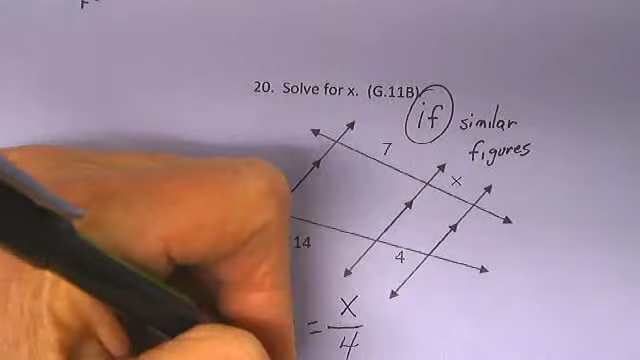 20. Solve for x. (G.11B)
if similar
figures
7
x
14
4
= x
4